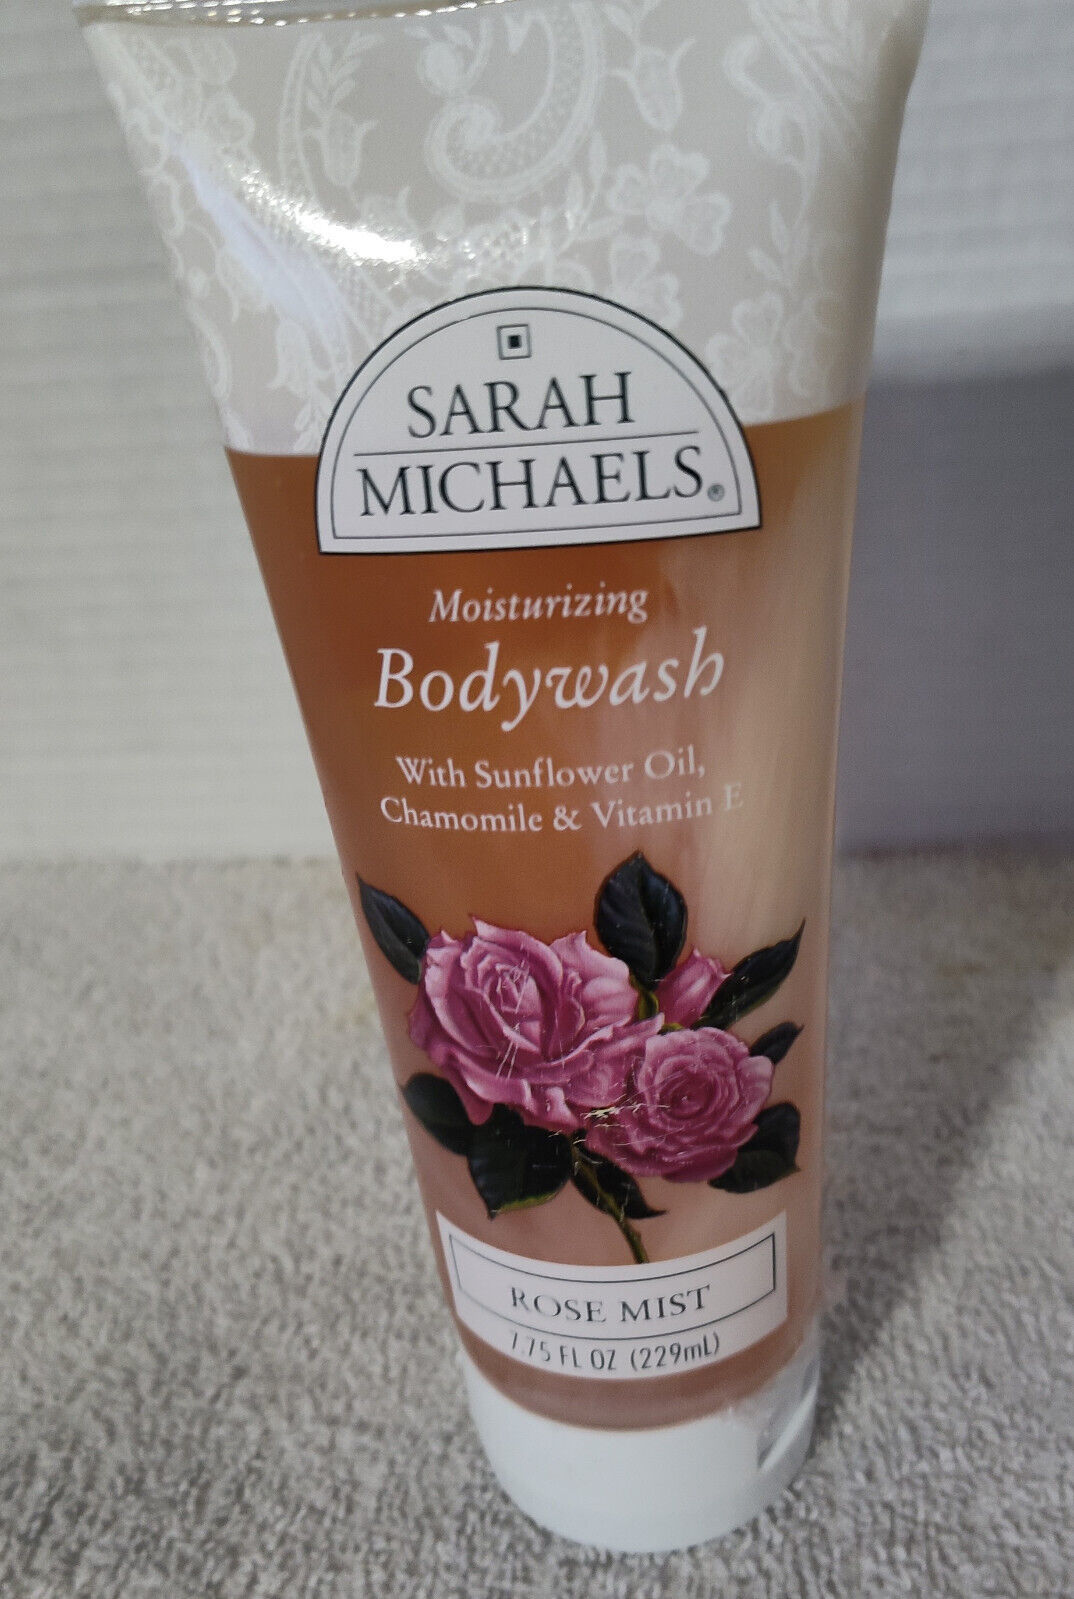 SARAH
MICHAELS®
Moisturizing
Bodywash
With Sunflower Oil,
Chamomile & Vitamin E
ROSE MIST
7.75 FL OZ (229mL)